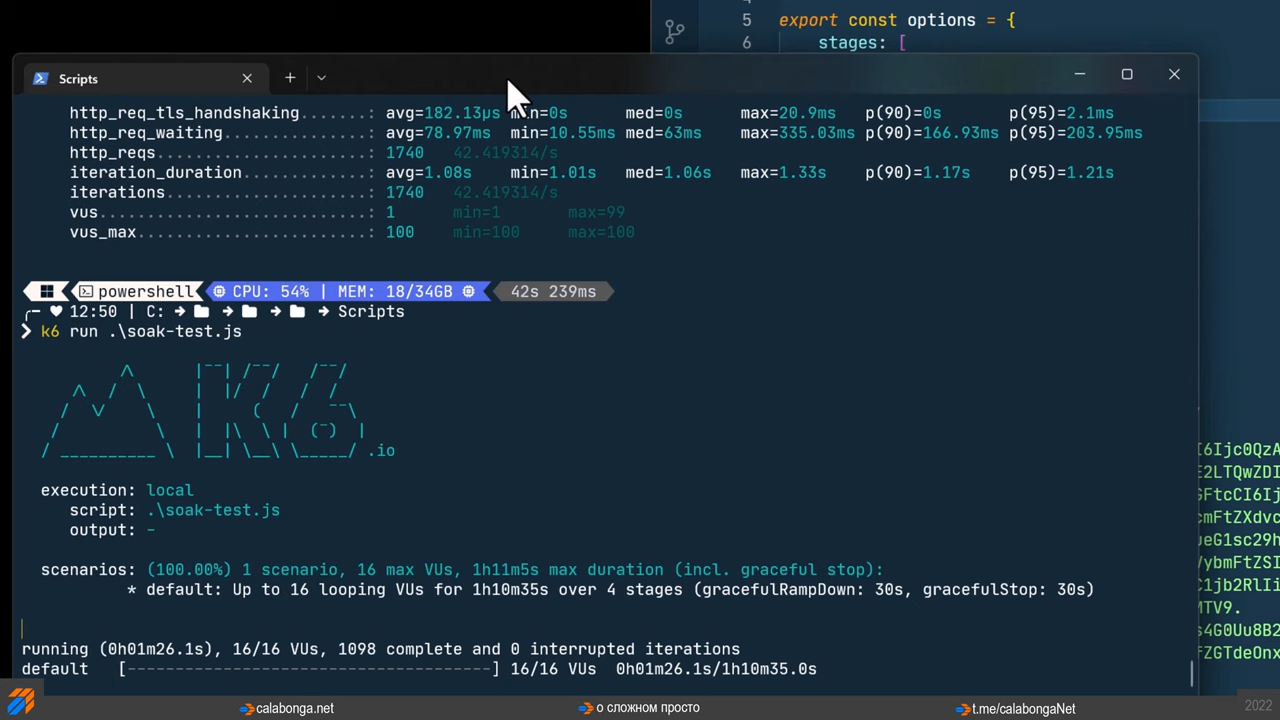 5 export const options = {
6 stages: [
Scripts
http_req_tls_handshaking.......: avg=182.13µs min=0s med=0s max=20.9ms p(90)=0s p(95)=2.1ms
http_req_waiting...............: avg=78.97ms min=10.55ms med=63ms max=335.03ms p(90)=166.93ms p(95)=203.95ms
http_reqs......................: 1740 42.419314/s
iteration_duration.............: avg=1.08s min=1.01s med=1.06s max=1.33s p(90)=1.17s p(95)=1.21s
iterations.....................: 1740 42.419314/s
vus............................: 1 min=1 max=99
vus_max........................: 100 min=100 max=100
powershell CPU: 54% | MEM: 18/34GB 42s 239ms
12:50 | C: → → → → Scripts
❯ k6 run .\soak-test.js
K6 .io
execution: local
script: .\soak-test.js
output: -
scenarios: (100.00%) 1 scenario, 16 max VUs, 1h11m5s max duration (incl. graceful stop):
* default: Up to 16 looping VUs for 1h10m35s over 4 stages (gracefulRampDown: 30s, gracefulStop: 30s)
running (0h01m26.1s), 16/16 VUs, 1098 complete and 0 interrupted iterations
default [--------------------------------------] 16/16 VUs 0h01m26.1s/1h10m35.0s
calabonga.net
о сложном просто
t.me/calabongaNet
2022